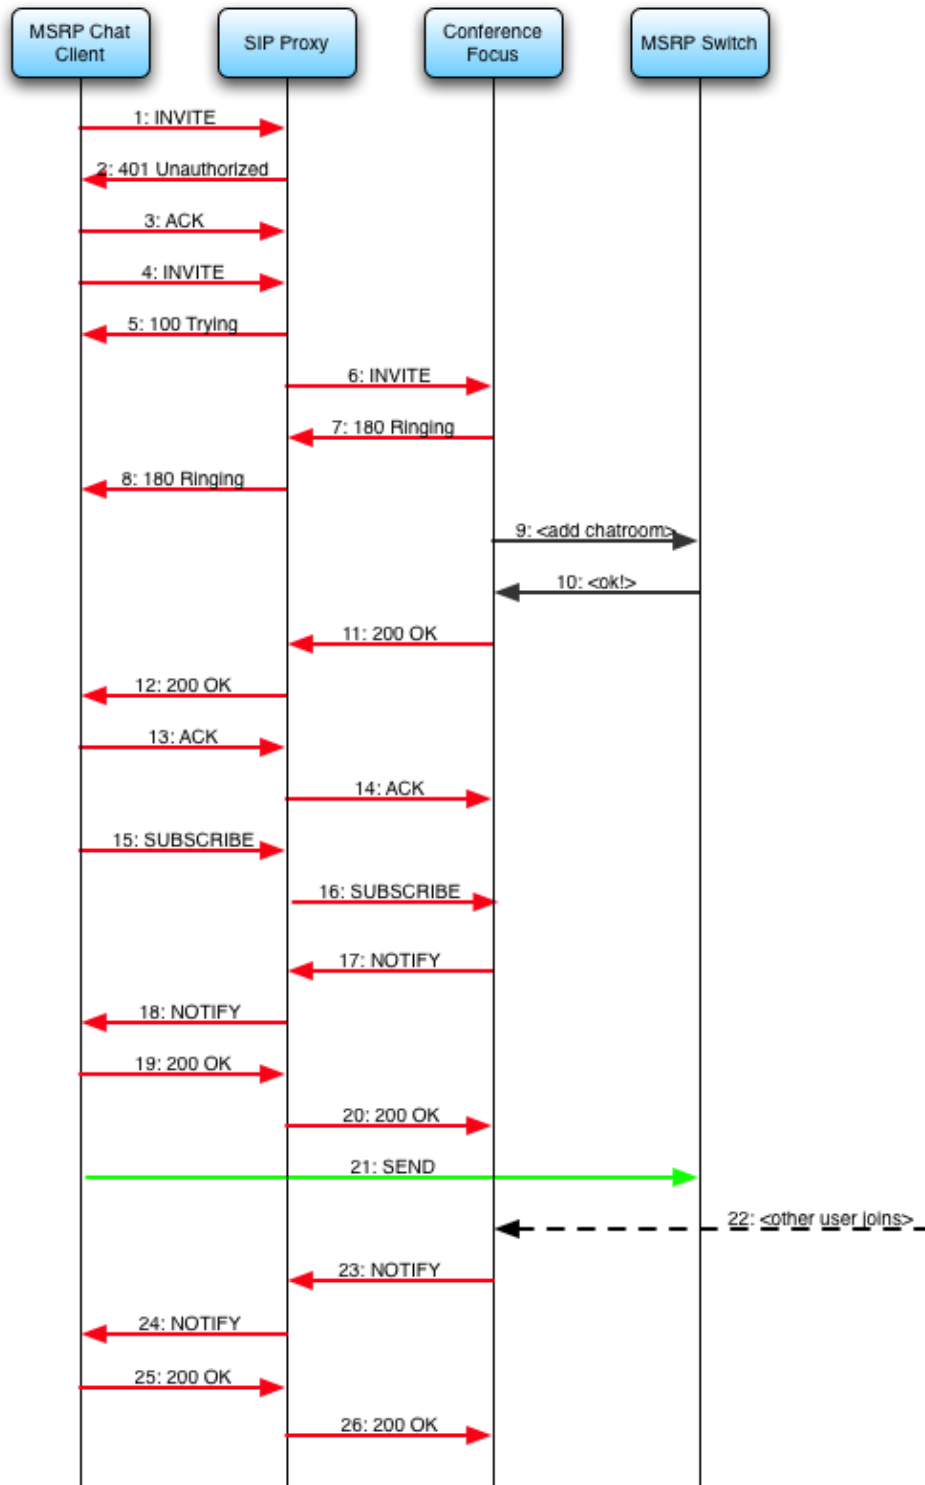 MSRP Chat
Client
SIP Proxy
Conference
Focus
MSRP Switch
1: INVITE
2: 401 Unauthorized
3: ACK
4: INVITE
5: 100 Trying
6: INVITE
7: 180 Ringing
8: 180 Ringing
9: <add chatroom>
10: <ok!>
11: 200 OK
12: 200 OK
13: ACK
14: ACK
15: SUBSCRIBE
16: SUBSCRIBE
17: NOTIFY
18: NOTIFY
19: 200 OK
20: 200 OK
21: SEND
22: <other user joins>
23: NOTIFY
24: NOTIFY
25: 200 OK
26: 200 OK